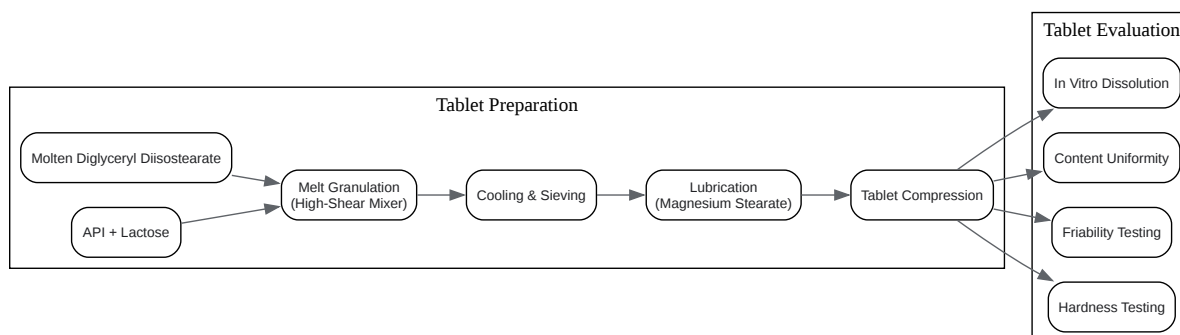 Tablet Preparation
Molten Diglyceryl Diisostearate
API + Lactose
Melt Granulation
(High-Shear Mixer)
Cooling & Sieving
Lubrication
(Magnesium Stearate)
Tablet Compression
Tablet Evaluation
In Vitro Dissolution
Content Uniformity
Friability Testing
Hardness Testing